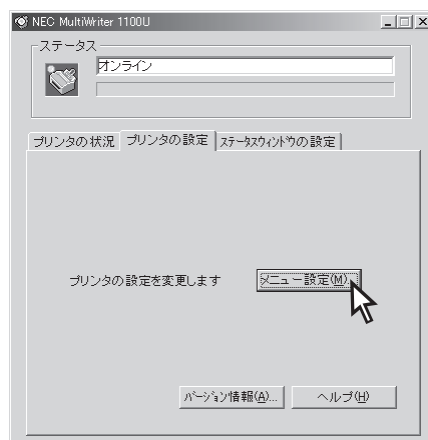 NEC MultiWriter 1100U
ステータス
オンライン
プリンタの状況 プリンタの設定 ステータスウィンドウの設定
プリンタの設定を変更します メニュー設定(M)...
バージョン情報(A)... ヘルプ(H)